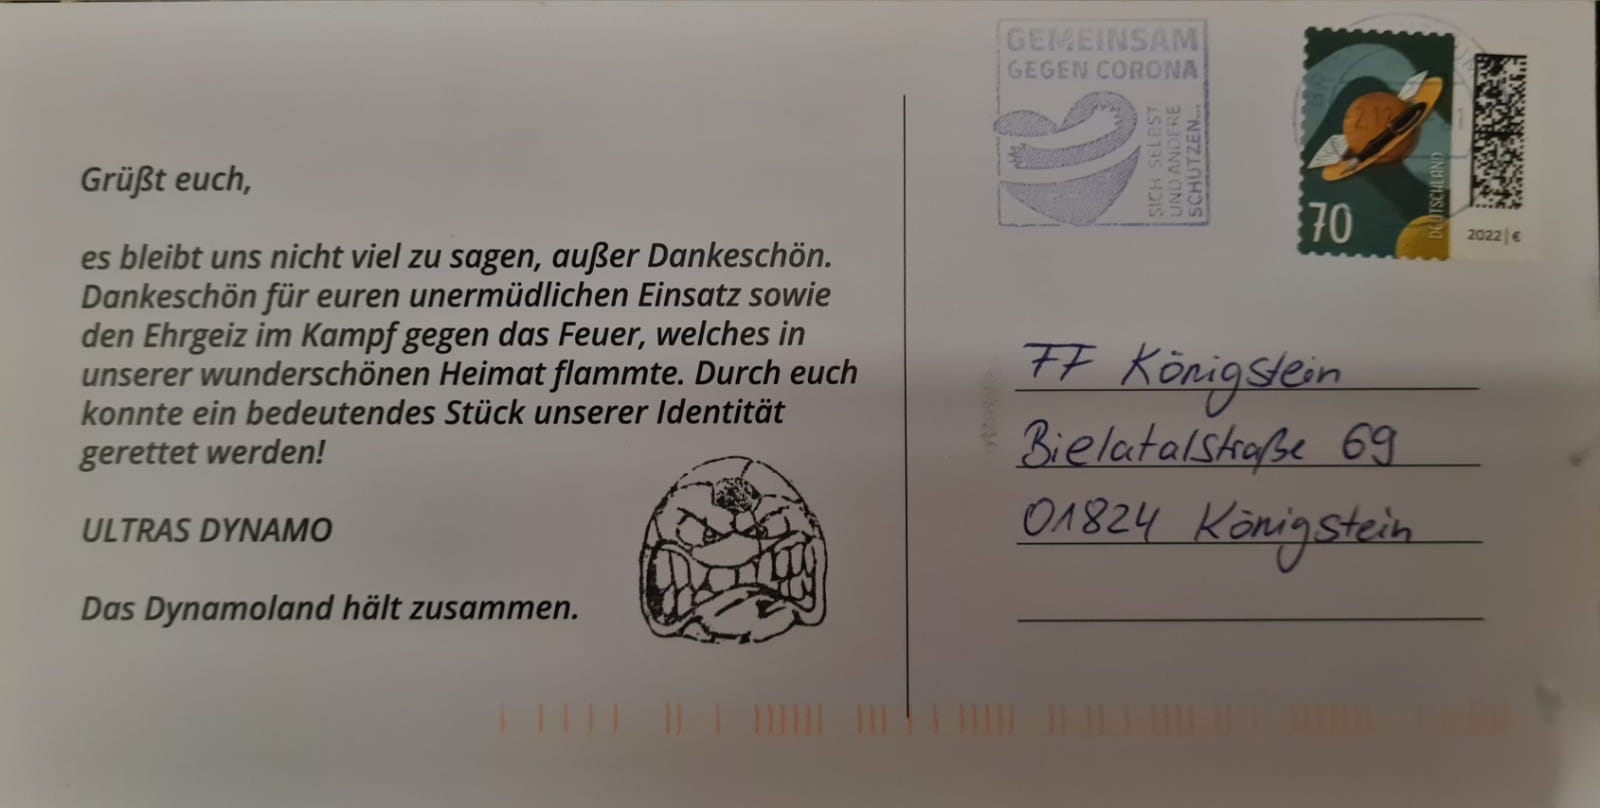 Grüßt euch,
es bleibt uns nicht viel zu sagen, außer Dankeschön.
Dankeschön für euren unermüdlichen Einsatz sowie
den Ehrgeiz im Kampf gegen das Feuer, welches in
unserer wunderschönen Heimat flammte. Durch euch
konnte ein bedeutendes Stück unserer Identität
gerettet werden!
ULTRAS DYNAMO
Das Dynamoland hält zusammen.
GEMEINSAM
GEGEN CORONA
SICH SELBST
UND ANDERE
SCHÜTZEN...
70
DEUTSCHLAND
2022 | €
FF Königstein
Bielatalstraße 69
01824 Königstein